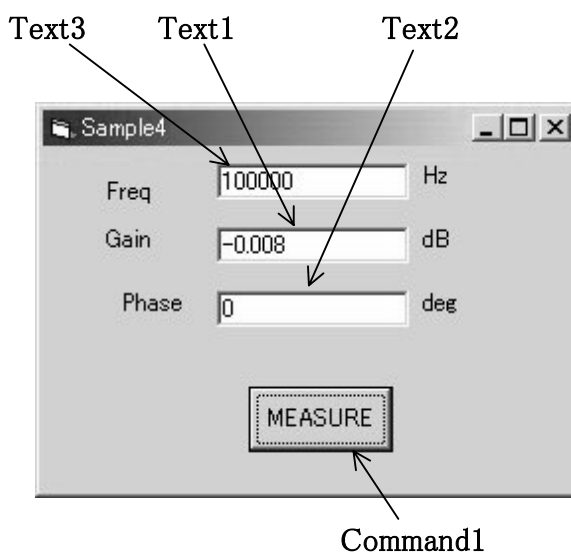 Text3 Text1 Text2
Sample4
Freq 100000 Hz
Gain -0.008 dB
Phase 0 deg
MEASURE
Command1